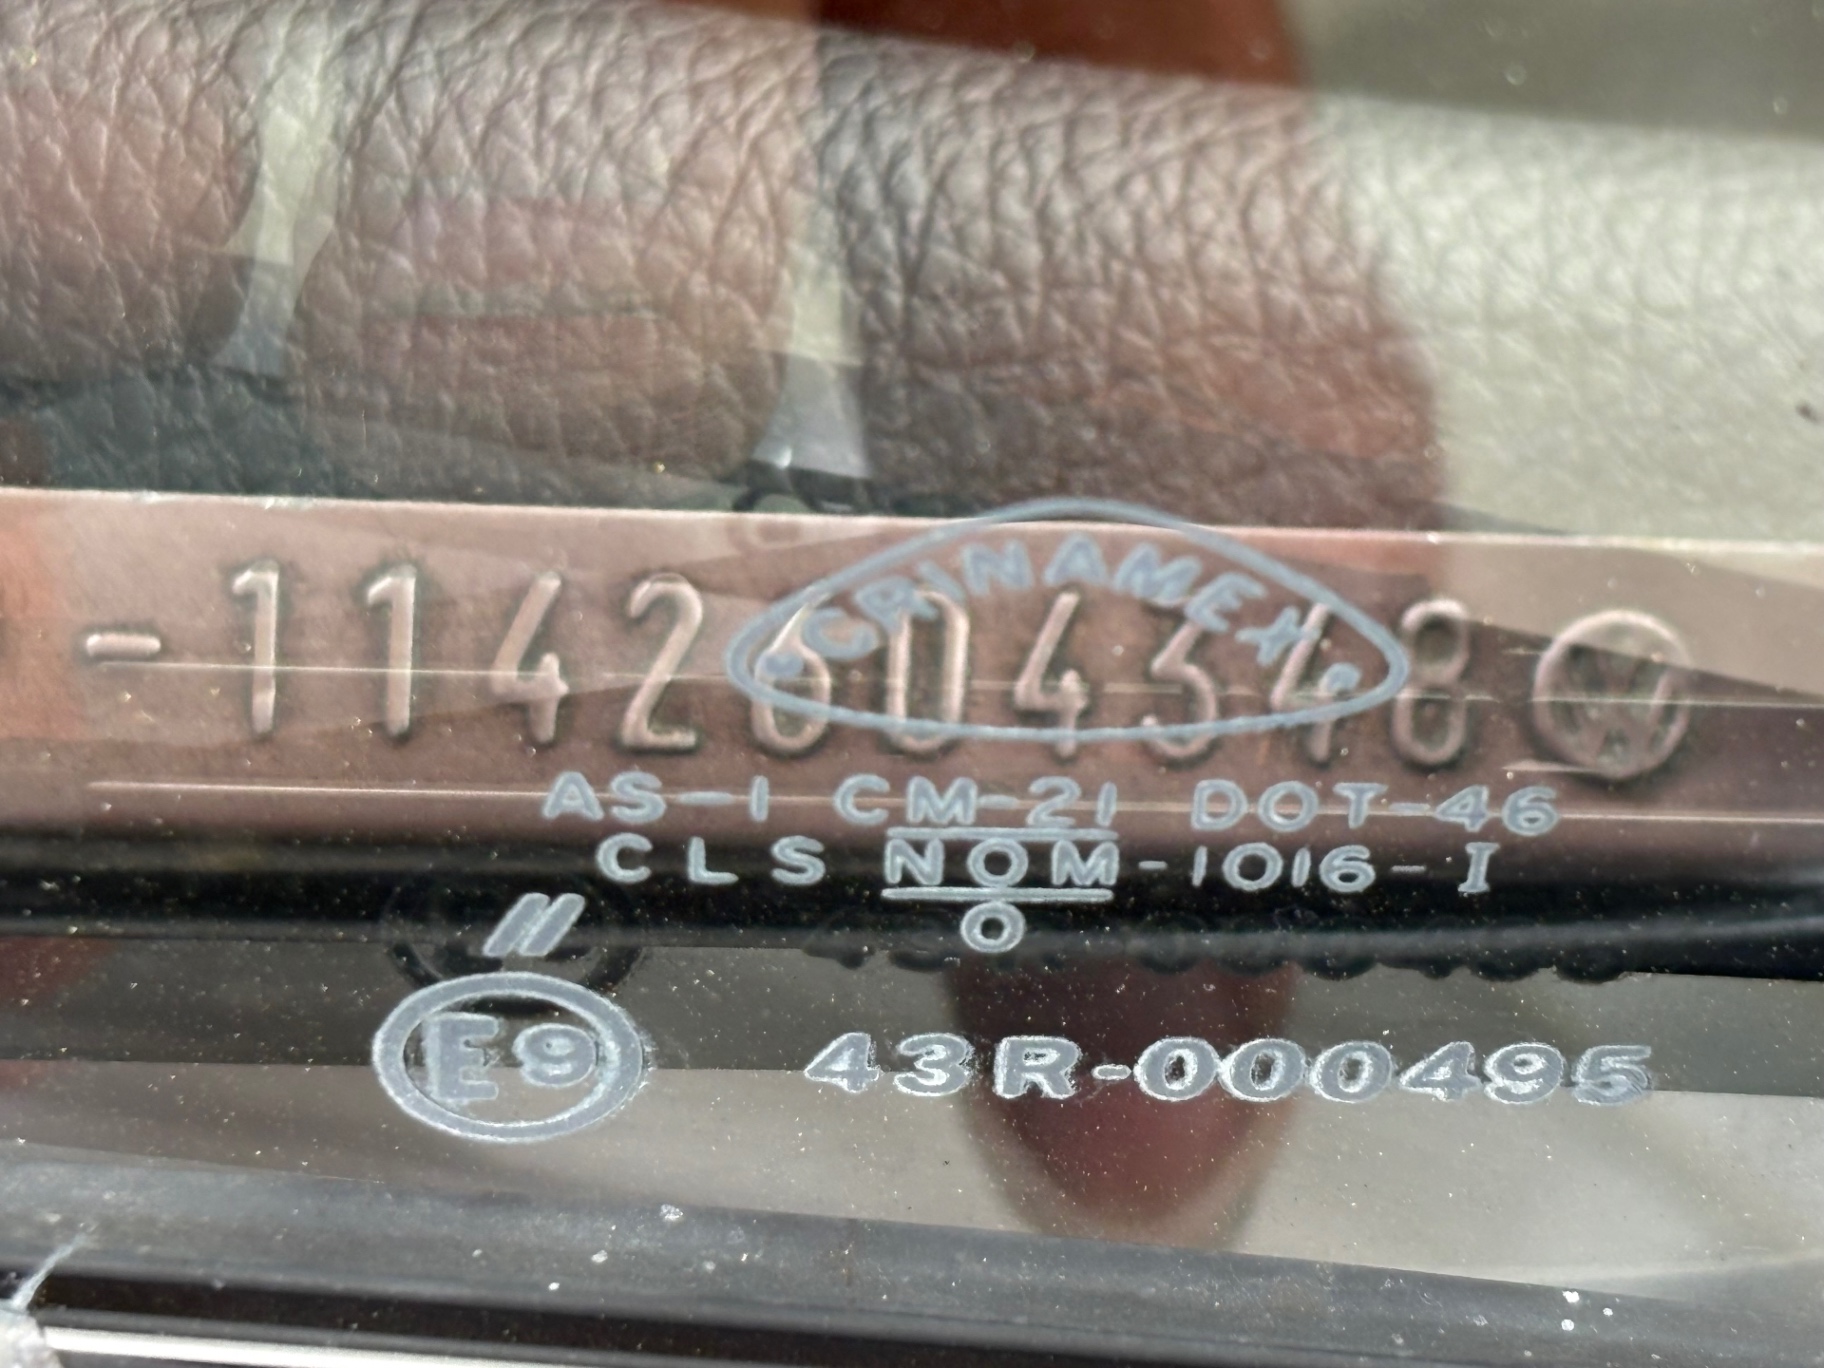 -1142604348
CRINAMEX
AS-1 CM-21 DOT-46
CLS NOM-1016-I
O
//
E9 43R-000495